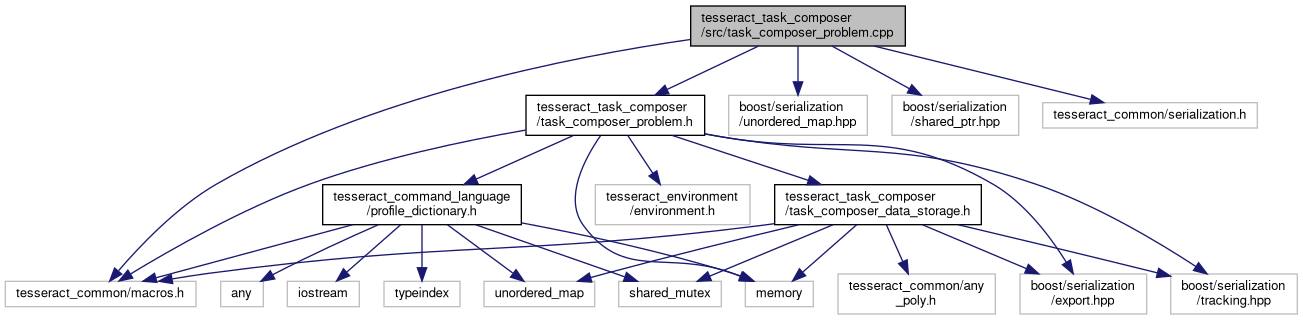 tesseract_task_composer
/src/task_composer_problem.cpp
tesseract_task_composer
/task_composer_problem.h
boost/serialization
/unordered_map.hpp
boost/serialization
/shared_ptr.hpp
tesseract_common/serialization.h
tesseract_command_language
/profile_dictionary.h
tesseract_environment
/environment.h
tesseract_task_composer
/task_composer_data_storage.h
tesseract_common/macros.h
any
iostream
typeindex
unordered_map
shared_mutex
memory
tesseract_common/any
_poly.h
boost/serialization
/export.hpp
boost/serialization
/tracking.hpp